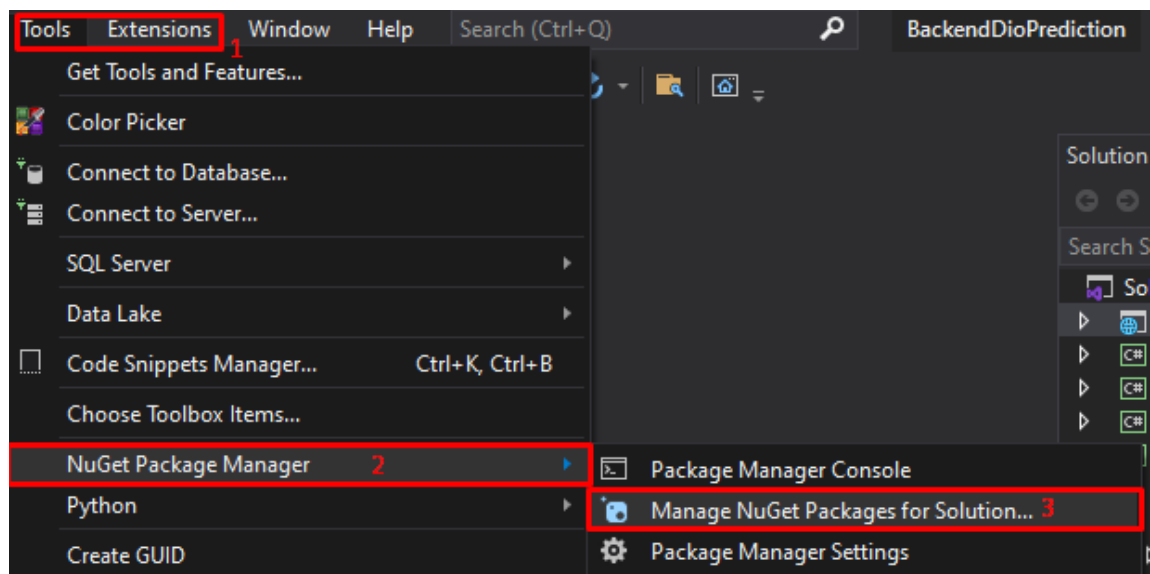 Tools Extensions Window Help Search (Ctrl+Q) BackendDioPrediction
1
Get Tools and Features...
Color Picker
Solution
Connect to Database...
Connect to Server...
Search S
SQL Server
So
Data Lake
Code Snippets Manager... Ctrl+K, Ctrl+B
C#
C#
Choose Toolbox Items...
C#
NuGet Package Manager 2
Package Manager Console
Python
Manage NuGet Packages for Solution... 3
Create GUID
Package Manager Settings